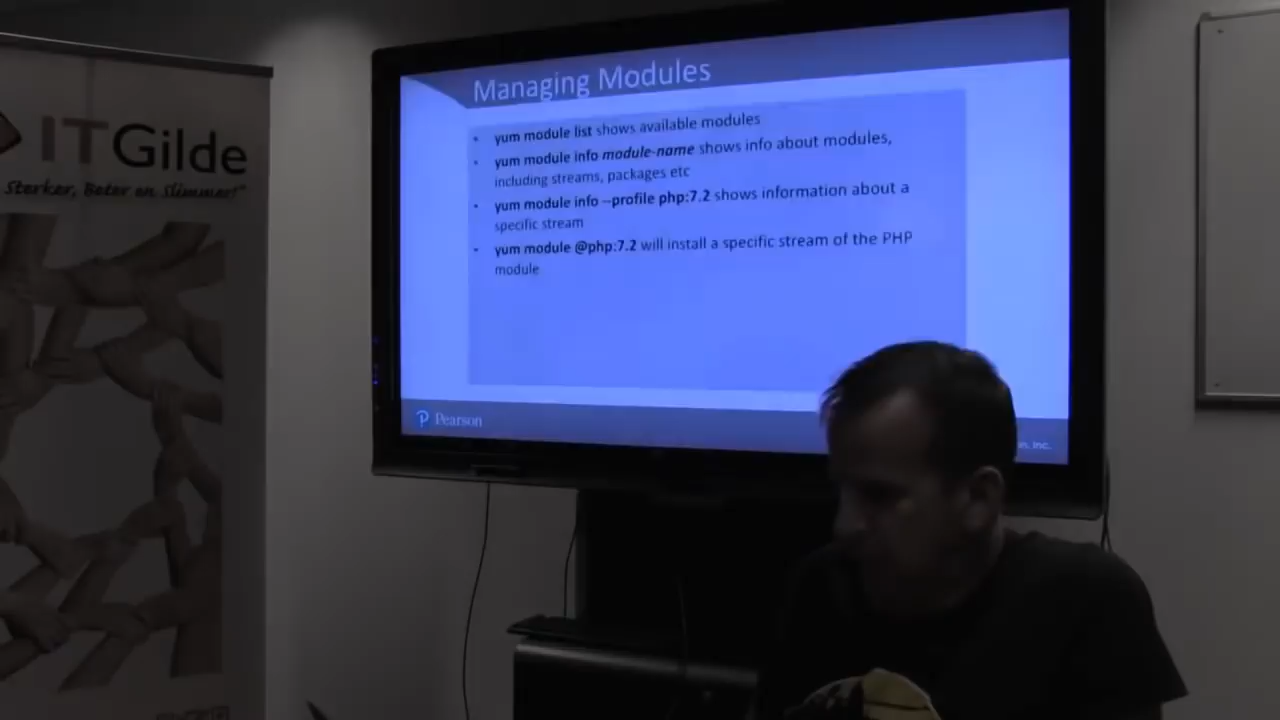 ITGilde
Sterker, Beter en Slimmer!
Managing Modules
• yum module list shows available modules
• yum module info module-name shows info about modules,
including streams, packages etc
• yum module info --profile php:7.2 shows information about a
specific stream
• yum module @php:7.2 will install a specific stream of the PHP
module
Pearson
Inc.